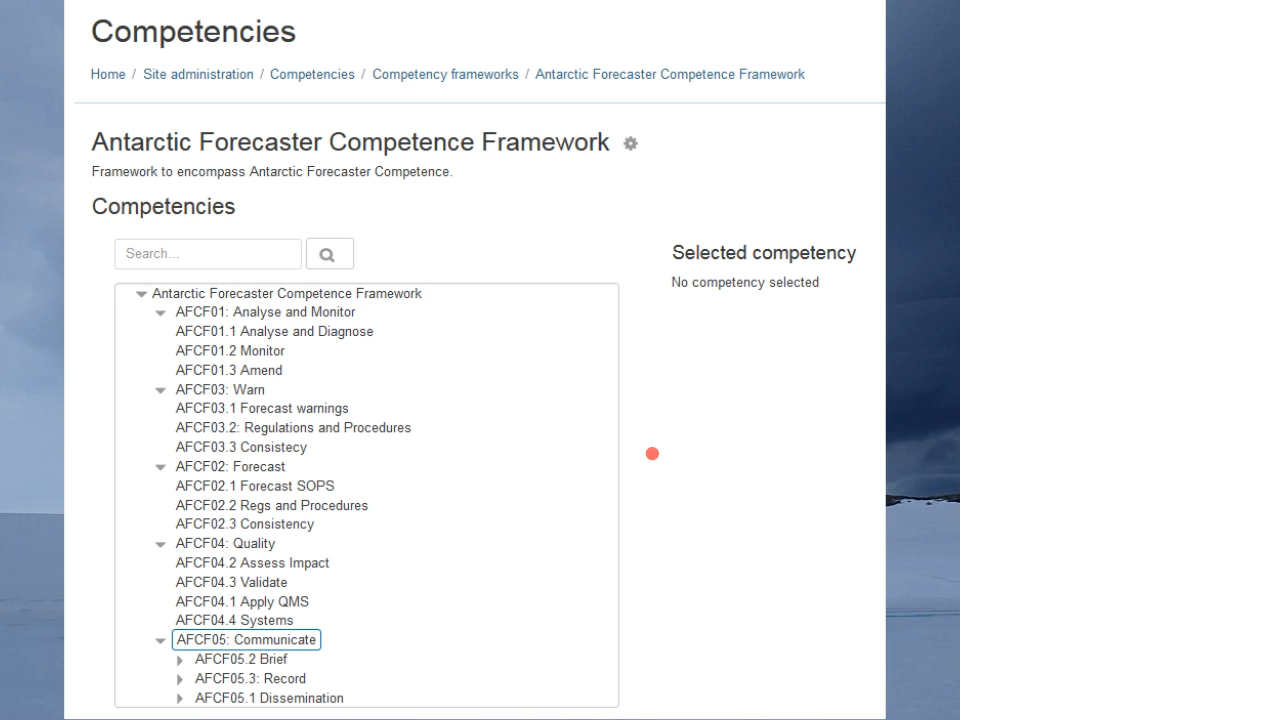 Competencies
Home / Site administration / Competencies / Competency frameworks / Antarctic Forecaster Competence Framework
Antarctic Forecaster Competence Framework
Framework to encompass Antarctic Forecaster Competence.
Competencies
Search...
Selected competency
No competency selected
Antarctic Forecaster Competence Framework
AFCF01: Analyse and Monitor
AFCF01.1 Analyse and Diagnose
AFCF01.2 Monitor
AFCF01.3 Amend
AFCF03: Warn
AFCF03.1 Forecast warnings
AFCF03.2: Regulations and Procedures
AFCF03.3 Consistecy
AFCF02: Forecast
AFCF02.1 Forecast SOPS
AFCF02.2 Regs and Procedures
AFCF02.3 Consistency
AFCF04: Quality
AFCF04.2 Assess Impact
AFCF04.3 Validate
AFCF04.1 Apply QMS
AFCF04.4 Systems
AFCF05: Communicate
AFCF05.2 Brief
AFCF05.3: Record
AFCF05.1 Dissemination